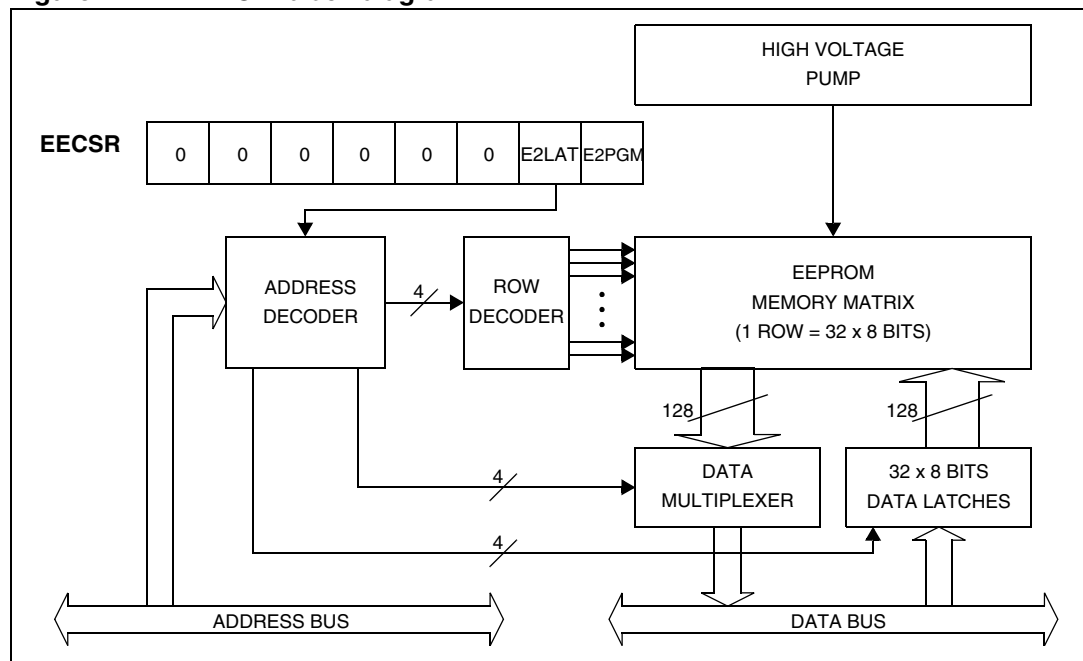 HIGH VOLTAGE
PUMP
EECSR
0 0 0 0 0 0 E2LAT E2PGM
ADDRESS
DECODER
4
ROW
DECODER
EEPROM
MEMORY MATRIX
(1 ROW = 32 x 8 BITS)
128
128
4
DATA
MULTIPLEXER
32 x 8 BITS
DATA LATCHES
4
ADDRESS BUS
DATA BUS